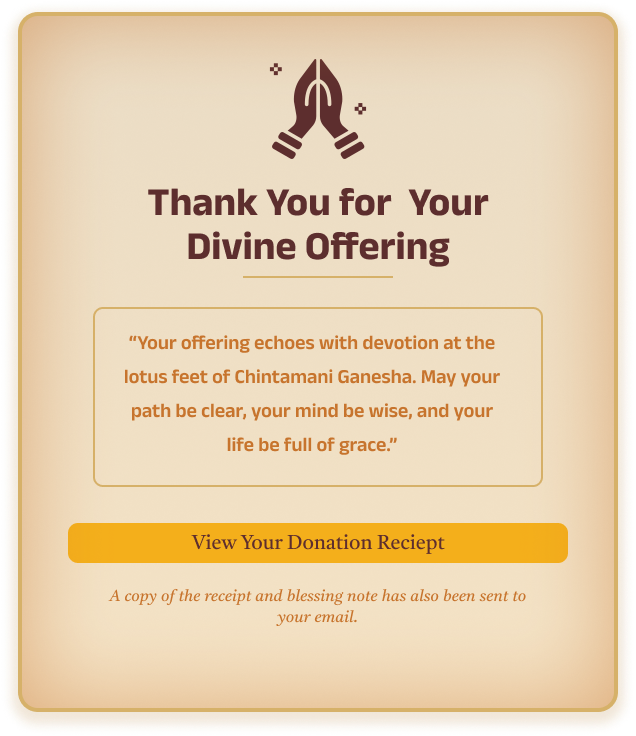 Thank You for  Your
Divine Offering
“Your offering echoes with devotion at the
lotus feet of Chintamani Ganesha. May your
path be clear, your mind be wise, and your
life be full of grace.”
View Your Donation Reciept
A copy of the receipt and blessing note has also been sent to
your email.